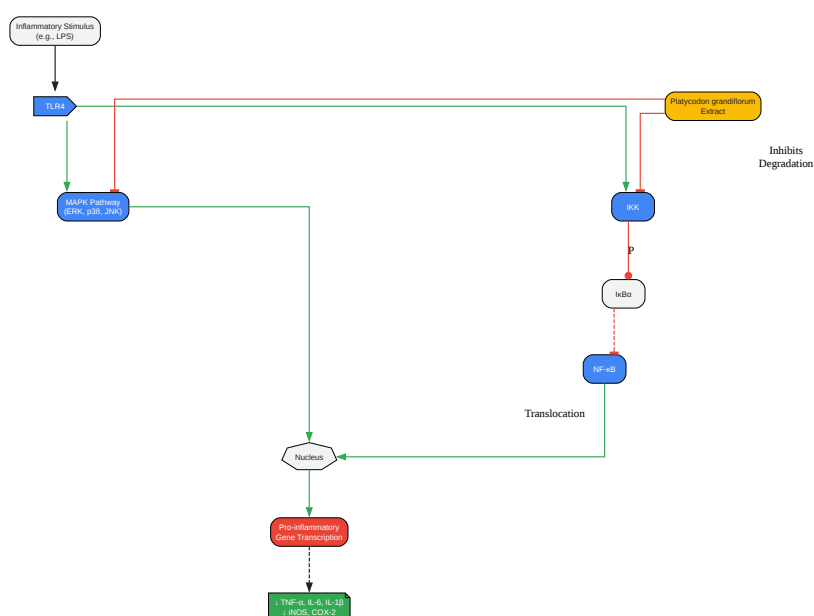 Inflammatory Stimulus
(e.g., LPS)
TLR4
Platycodon grandiflorum
Extract
Inhibits
Degradation
MAPK Pathway
(ERK, p38, JNK)
IKK
P
IκBα
NF-κB
Translocation
Nucleus
Pro-inflammatory
Gene Transcription
↓ TNF-α, IL-6, IL-1β
↓ iNOS, COX-2